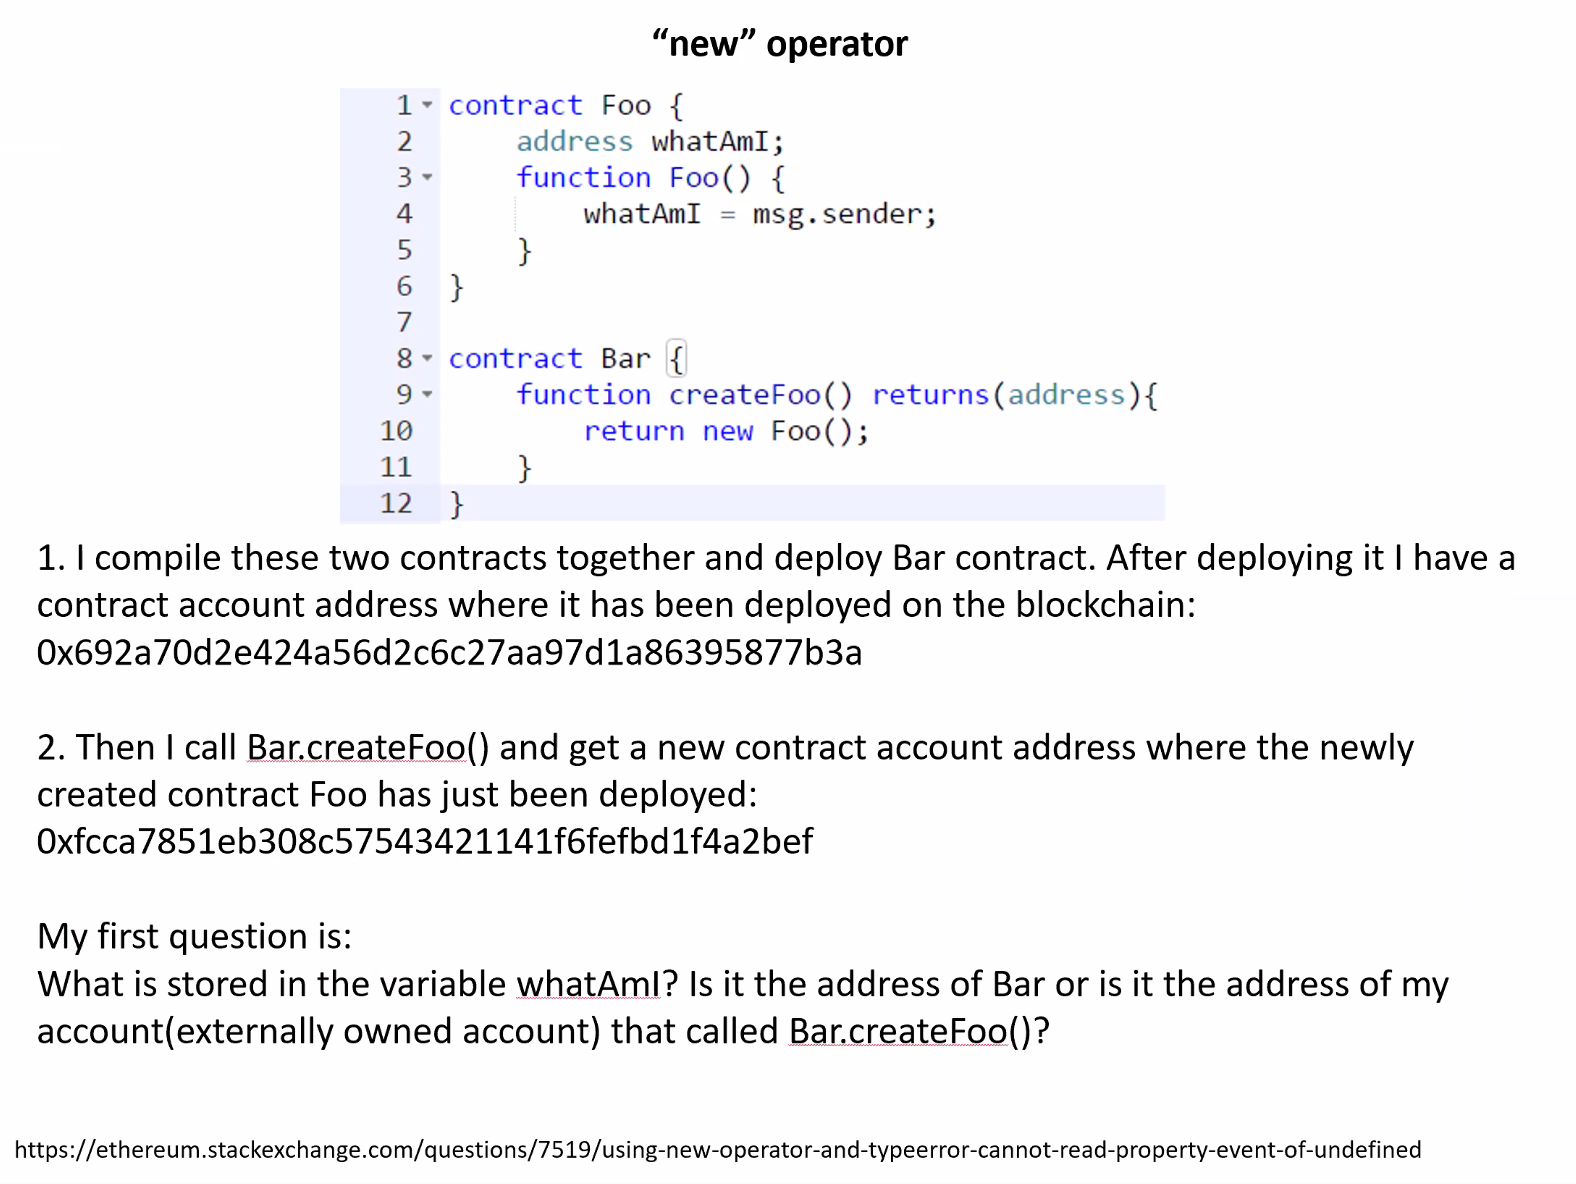 “new” operator
1 contract Foo {
2 address whatAmI;
3 function Foo() {
4 whatAmI = msg.sender;
5 }
6 }
7
8 contract Bar {
9 function createFoo() returns(address){
10 return new Foo();
11 }
12 }
1. I compile these two contracts together and deploy Bar contract. After deploying it I have a
contract account address where it has been deployed on the blockchain:
0x692a70d2e424a56d2c6c27aa97d1a86395877b3a
2. Then I call Bar.createFoo() and get a new contract account address where the newly
created contract Foo has just been deployed:
0xfcca7851eb308c57543421141f6fefbd1f4a2bef
My first question is:
What is stored in the variable whatAmI? Is it the address of Bar or is it the address of my
account(externally owned account) that called Bar.createFoo()?
https://ethereum.stackexchange.com/questions/7519/using-new-operator-and-typeerror-cannot-read-property-event-of-undefined